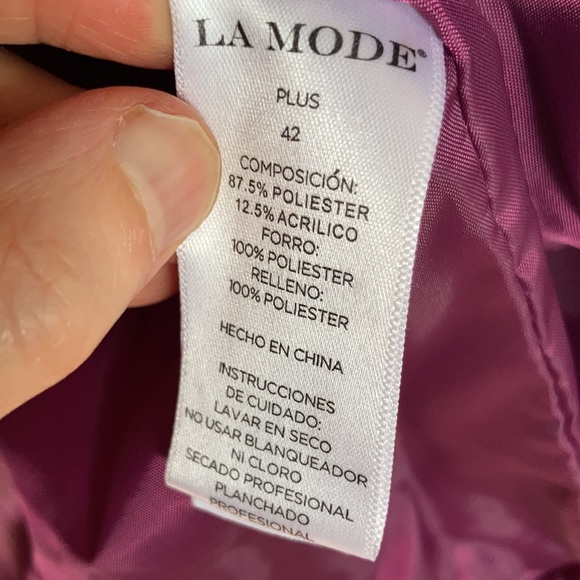 LA MODE®
PLUS
42
COMPOSICIÓN:
87.5% POLIESTER
12.5% ACRILICO
FORRO:
100% POLIESTER
RELLENO:
100% POLIESTER
HECHO EN CHINA
INSTRUCCIONES
DE CUIDADO:
LAVAR EN SECO
NO USAR BLANQUEADOR
NI CLORO
SECADO PROFESIONAL
PLANCHADO
PROFESIONAL